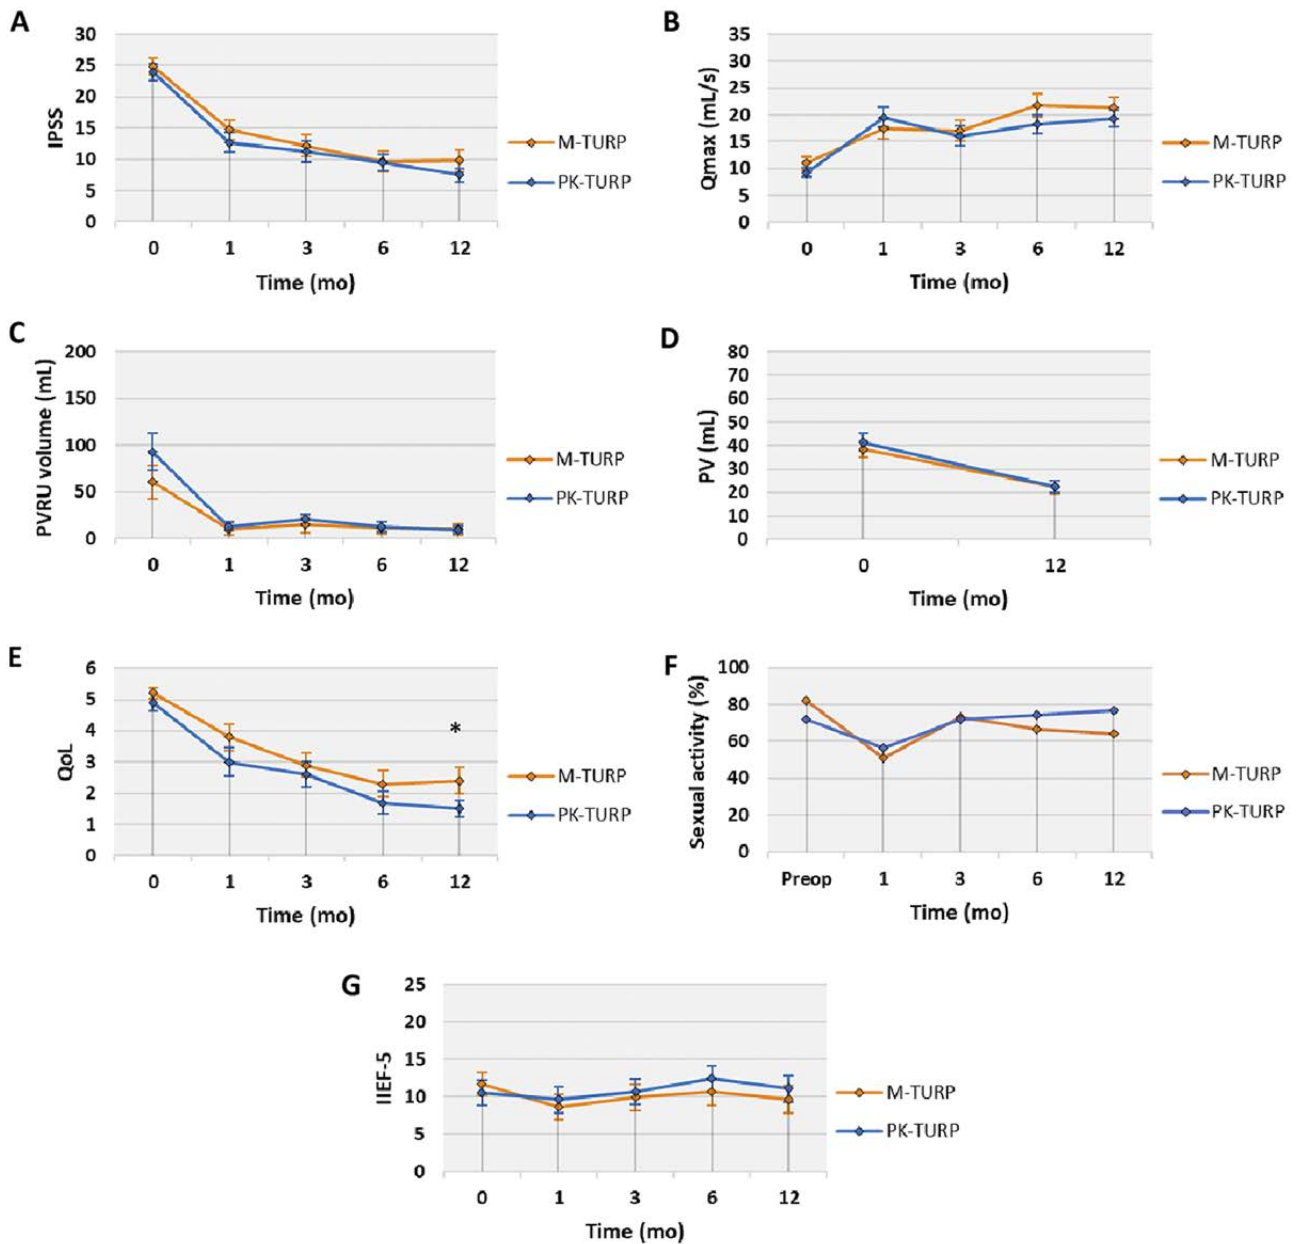 A
IPSS
30
25
20
15
10
5
0
0 1 3 6 12
Time (mo)
M-TURP
PK-TURP
B
Qmax (mL/s)
35
30
25
20
15
10
5
0
0 1 3 6 12
Time (mo)
M-TURP
PK-TURP
C
PVRU volume (mL)
200
150
100
50
0
0 1 3 6 12
Time (mo)
M-TURP
PK-TURP
D
PV (mL)
80
70
60
50
40
30
20
10
0
0 12
Time (mo)
M-TURP
PK-TURP
E
QoL
6
5
4
3
2
1
0
*
0 1 3 6 12
Time (mo)
M-TURP
PK-TURP
F
Sexual activity (%)
100
80
60
40
20
0
Preop 1 3 6 12
Time (mo)
M-TURP
PK-TURP
G
IIEF-5
25
20
15
10
5
0
0 1 3 6 12
Time (mo)
M-TURP
PK-TURP